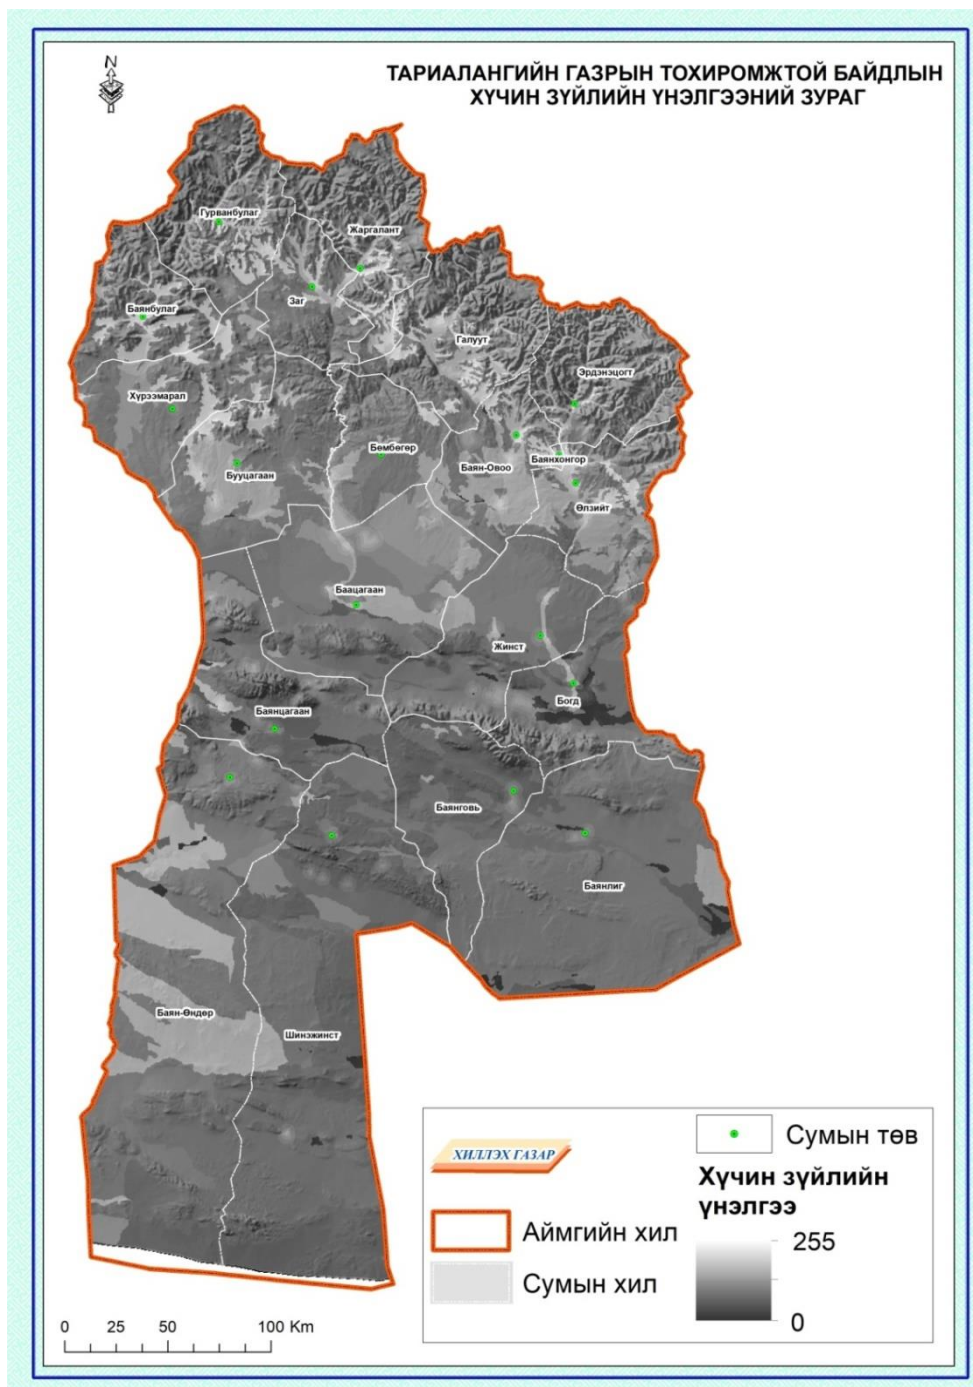 N
ТАРИАЛАНГИЙН ГАЗРЫН ТОХИРОМЖТОЙ БАЙДЛЫН
ХҮЧИН ЗҮЙЛИЙН ҮНЭЛГЭЭНИЙ ЗУРАГ
Гурванбулаг
Жаргалант
Заг
Баянбулаг
Галуут
Эрдэнэцогт
Хүрээмарал
Бөмбөгөр
Баянхонгор
Баян-Овоо
Бууцагаан
Өлзийт
Баацагаан
Жинст
Богд
Баянцагаан
Баянговь
Баянлиг
Баян-Өндөр
Шинэжинст
ХИЛЛЭХ ГАЗАР
Аймгийн хил
Сумын хил
Сумын төв
Хүчин зүйлийн
үнэлгээ
255
0
0 25 50 100 Km